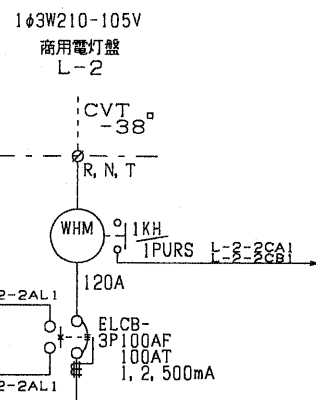 1φ3W210-105V
商用電灯盤
L-2
CVT
-38□
R,N,T
WHM
1KH
/1PURS
L-2-2CA1
L-2-2CB1
120A
2-2AL1
ELCB-
3P100AF
100AT
1,2,500mA
2-2AL1